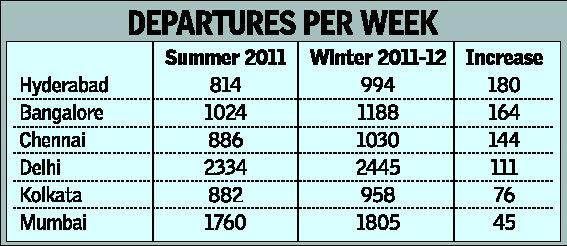 DEPARTURES PER WEEK
Summer 2011 Winter 2011-12 Increase
Hyderabad 814 994 180
Bangalore 1024 1188 164
Chennai 886 1030 144
Delhi 2334 2445 111
Kolkata 882 958 76
Mumbai 1760 1805 45